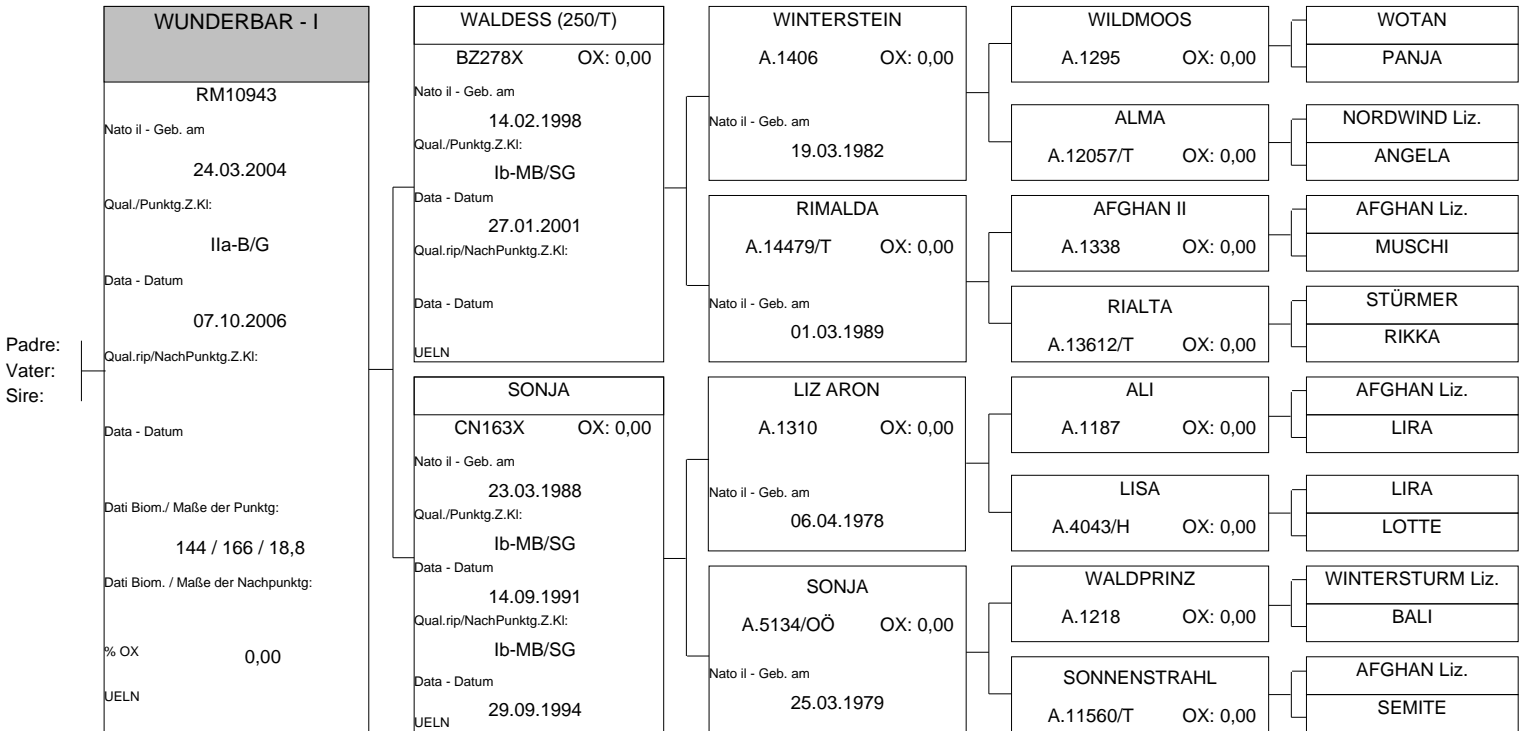 Padre:
Vater:
Sire:
WUNDERBAR - I
RM10943
Nato il - Geb. am
24.03.2004
Qual./Punktg.Z.Kl:
IIa-B/G
Data - Datum
07.10.2006
Qual.rip/NachPunktg.Z.Kl:
Data - Datum
Dati Biom./ Maße der Punktg:
144 / 166 / 18,8
Dati Biom. / Maße der Nachpunktg:
% OX 0,00
UELN
WALDESS (250/T)
BZ278X OX: 0,00
Nato il - Geb. am
14.02.1998
Qual./Punktg.Z.Kl:
Ib-MB/SG
Data - Datum
27.01.2001
Qual.rip/NachPunktg.Z.Kl:
Data - Datum
UELN
SONJA
CN163X OX: 0,00
Nato il - Geb. am
23.03.1988
Qual./Punktg.Z.Kl:
Ib-MB/SG
Data - Datum
14.09.1991
Qual.rip/NachPunktg.Z.Kl:
Ib-MB/SG
Data - Datum
29.09.1994
UELN
WINTERSTEIN
A.1406 OX: 0,00
Nato il - Geb. am
19.03.1982
RIMALDA
A.14479/T OX: 0,00
Nato il - Geb. am
01.03.1989
LIZ ARON
A.1310 OX: 0,00
Nato il - Geb. am
06.04.1978
SONJA
A.5134/OÖ OX: 0,00
Nato il - Geb. am
25.03.1979
WILDMOOS
A.1295 OX: 0,00
ALMA
A.12057/T OX: 0,00
AFGHAN II
A.1338 OX: 0,00
RIALTA
A.13612/T OX: 0,00
ALI
A.1187 OX: 0,00
LISA
A.4043/H OX: 0,00
WALDPRINZ
A.1218 OX: 0,00
SONNENSTRAHL
A.11560/T OX: 0,00
WOTAN
PANJA
NORDWIND Liz.
ANGELA
AFGHAN Liz.
MUSCHI
STÜRMER
RIKKA
AFGHAN Liz.
LIRA
LIRA
LOTTE
WINTERSTURM Liz.
BALI
AFGHAN Liz.
SEMITE